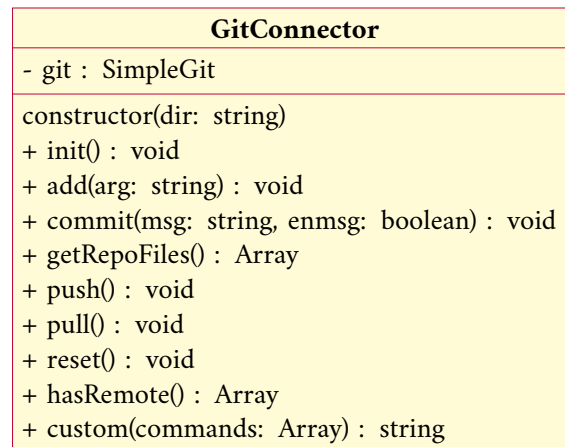 GitConnector
- git : SimpleGit
constructor(dir: string)
+ init() : void
+ add(arg: string) : void
+ commit(msg: string, enmsg: boolean) : void
+ getRepoFiles() : Array
+ push() : void
+ pull() : void
+ reset() : void
+ hasRemote() : Array
+ custom(commands: Array) : string